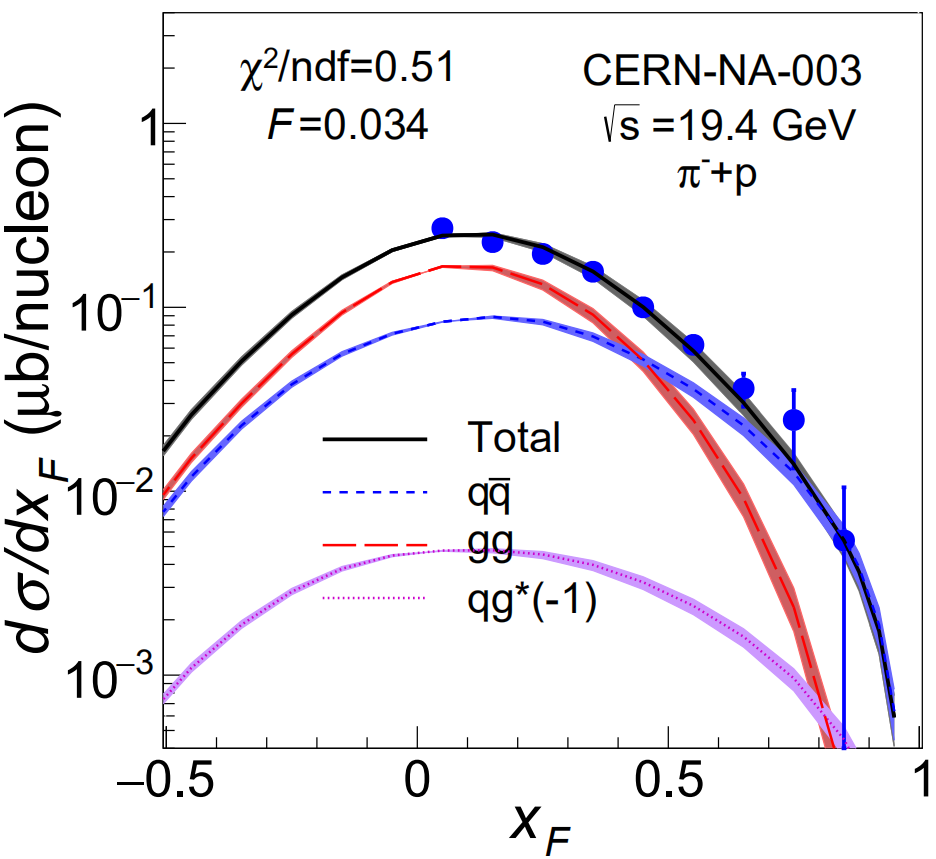 χ²/ndf=0.51
F=0.034
CERN-NA-003
√s =19.4 GeV
π⁻+p
dσ/dx_F (μb/nucleon)
1
10⁻¹
10⁻²
10⁻³
Total
qq̄
gg
qg*(-1)
−0.5 0 0.5 1
x_F